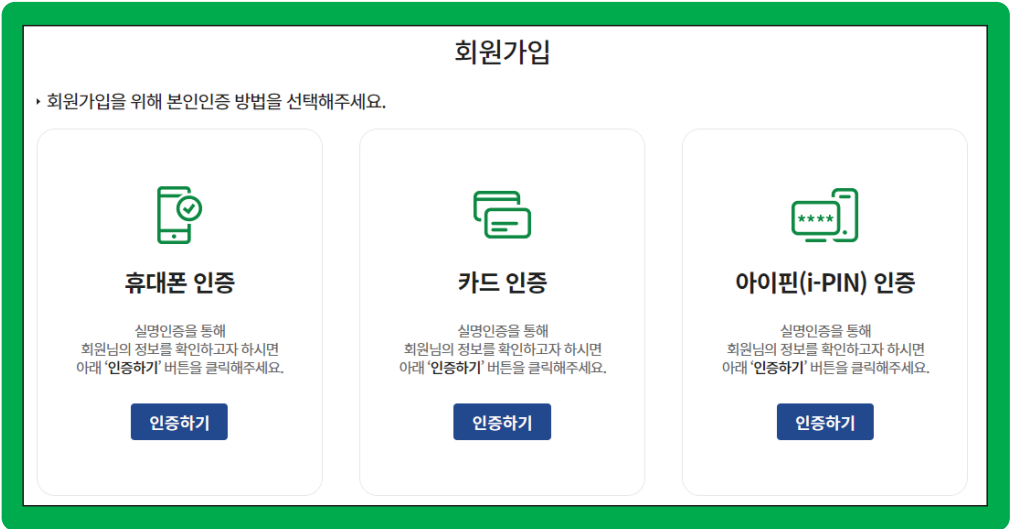 회원가입
회원가입을 위해 본인인증 방법을 선택해주세요.
휴대폰 인증
실명인증을 통해
회원님의 정보를 확인하고자 하시면
아래 ‘인증하기’ 버튼을 클릭해주세요.
인증하기
카드 인증
실명인증을 통해
회원님의 정보를 확인하고자 하시면
아래 ‘인증하기’ 버튼을 클릭해주세요.
인증하기
****
아이핀(i-PIN) 인증
실명인증을 통해
회원님의 정보를 확인하고자 하시면
아래 ‘인증하기’ 버튼을 클릭해주세요.
인증하기